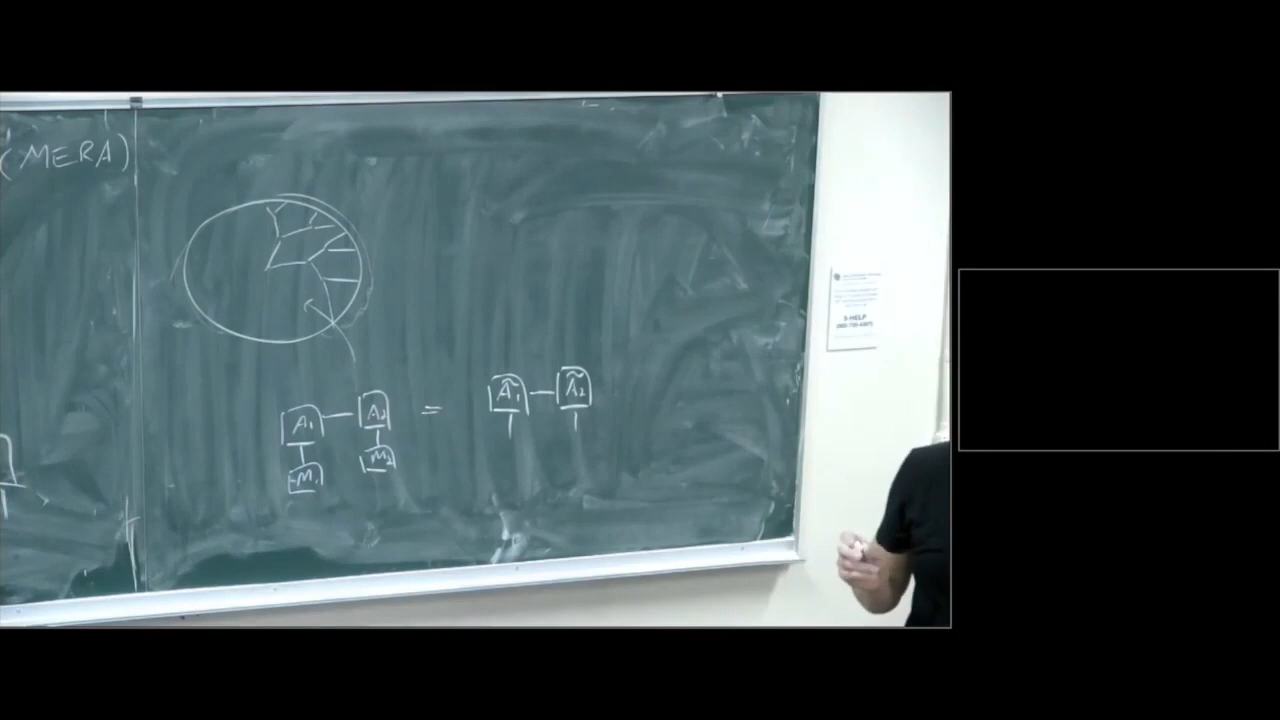 (MERA)
A₁ A₂ = Ã₁ Ã₂
M₁ M₂
5-HELP